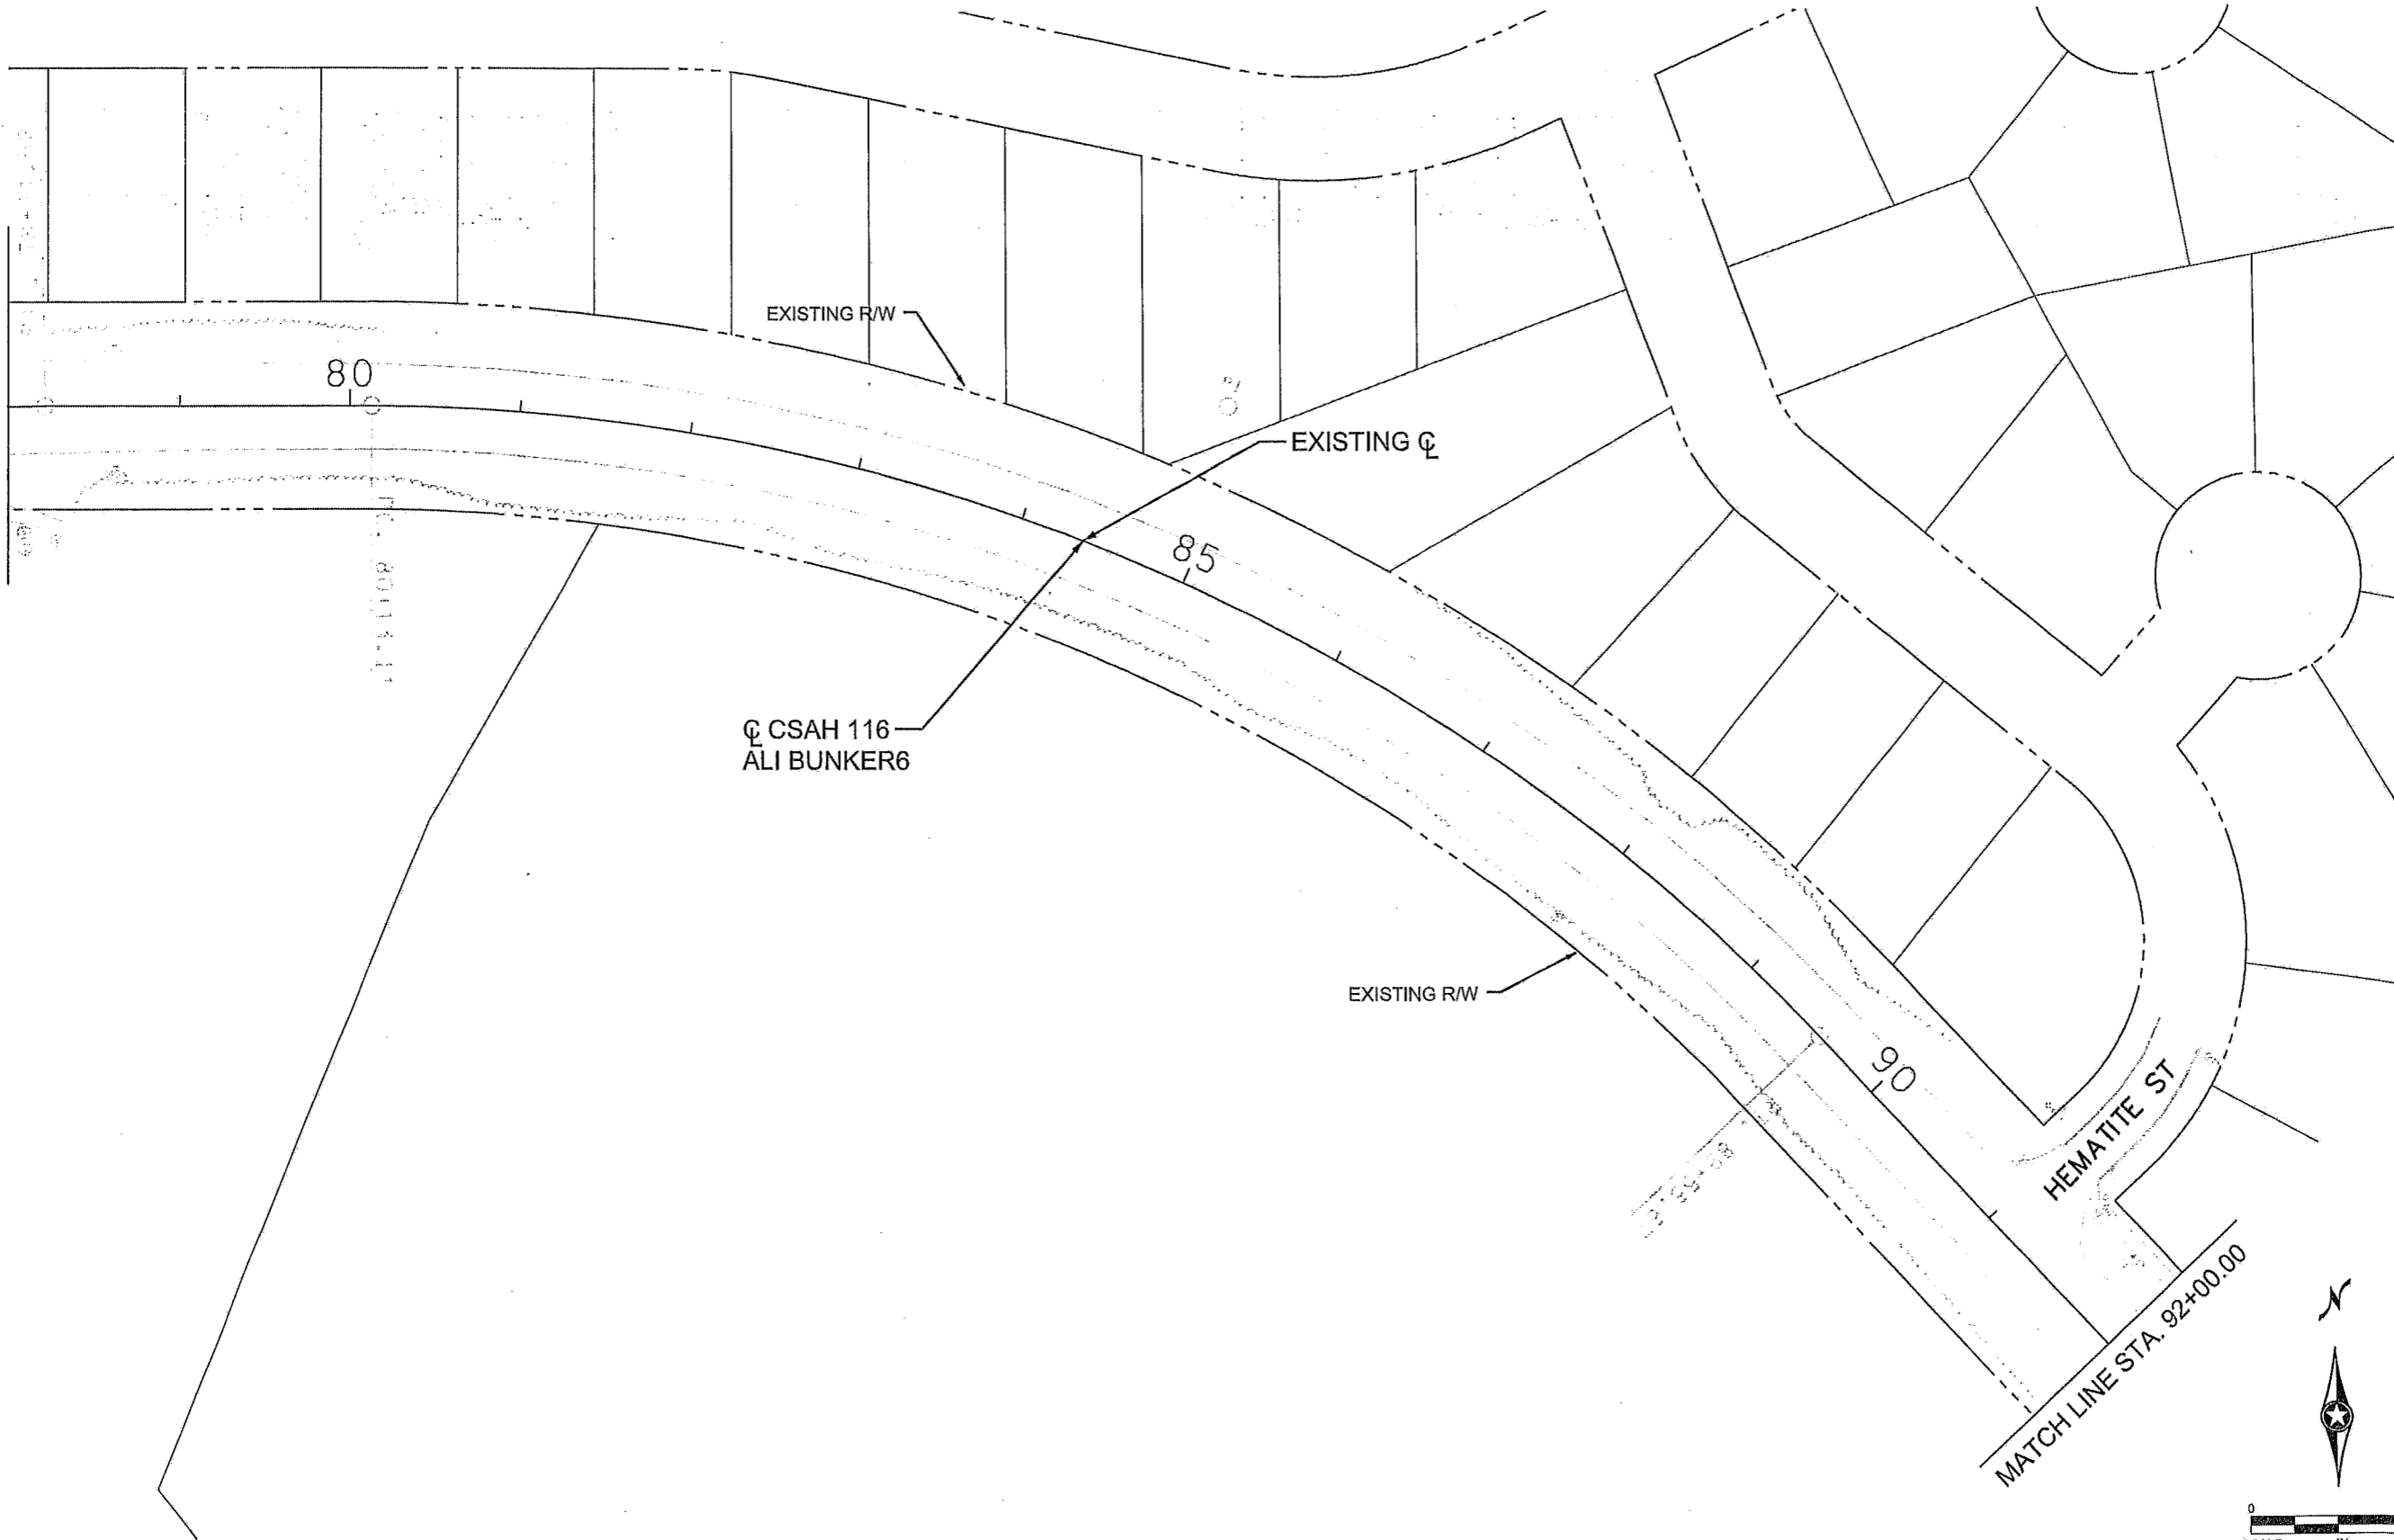 EXISTING R/W
80
EXISTING ℄
85
℄ CSAH 116
ALI BUNKER6
EXISTING R/W
90
HEMATITE ST
MATCH LINE STA. 92+00.00
N
0